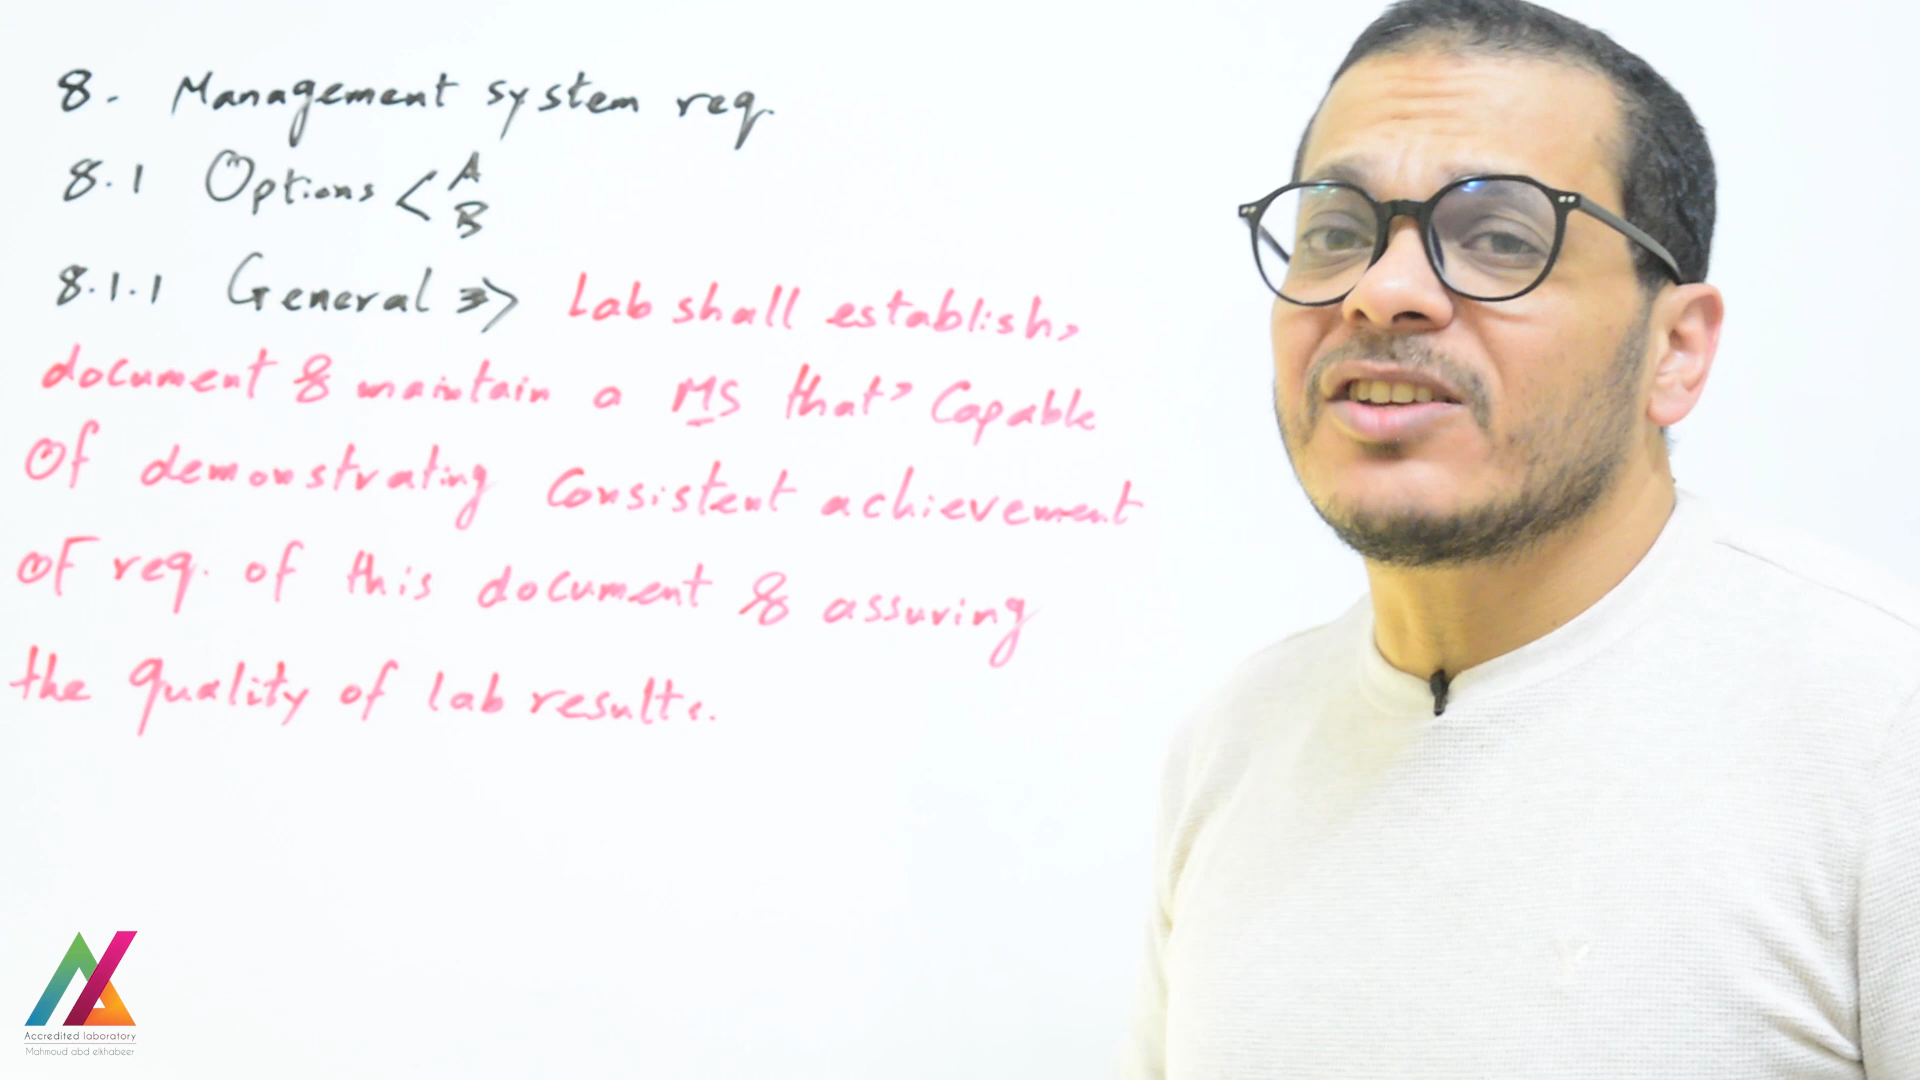 8. Management system req.
8.1 Options < A
B
8.1.1 General => Lab shall establish,
document & maintain a MS that's Capable
Of demonstrating Consistent achievement
Of req. of this document & assuring
the quality of lab results.
Accredited laboratory
Mahmoud abd elkhabeer